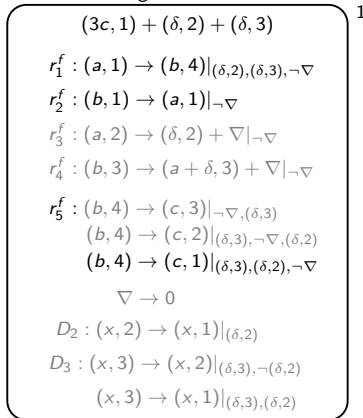 (3c, 1) + (δ, 2) + (δ, 3)
1
r₁ᶠ : (a, 1) → (b, 4)|₍δ,2₎,₍δ,3₎,¬∇
r₂ᶠ : (b, 1) → (a, 1)|¬∇
r₃ᶠ : (a, 2) → (δ, 2) + ∇|¬∇
r₄ᶠ : (b, 3) → (a + δ, 3) + ∇|¬∇
r₅ᶠ : (b, 4) → (c, 3)|¬∇,₍δ,3₎
(b, 4) → (c, 2)|₍δ,3₎,¬∇,₍δ,2₎
(b, 4) → (c, 1)|₍δ,3₎,₍δ,2₎,¬∇
∇ → 0
D₂ : (x, 2) → (x, 1)|₍δ,2₎
D₃ : (x, 3) → (x, 2)|₍δ,3₎,¬₍δ,2₎
(x, 3) → (x, 1)|₍δ,3₎,₍δ,2₎